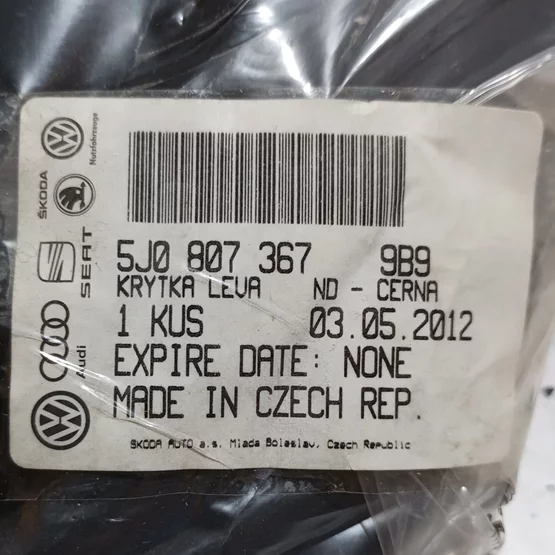 Nutzfahrzeuge
ŠKODA
SEAT
Audi
5J0 807 367 9B9
KRYTKA LEVA ND - CERNA
1 KUS 03.05.2012
EXPIRE DATE: NONE
MADE IN CZECH REP.
ŠKODA AUTO a.s. Mlada Boleslav, Czech Republic